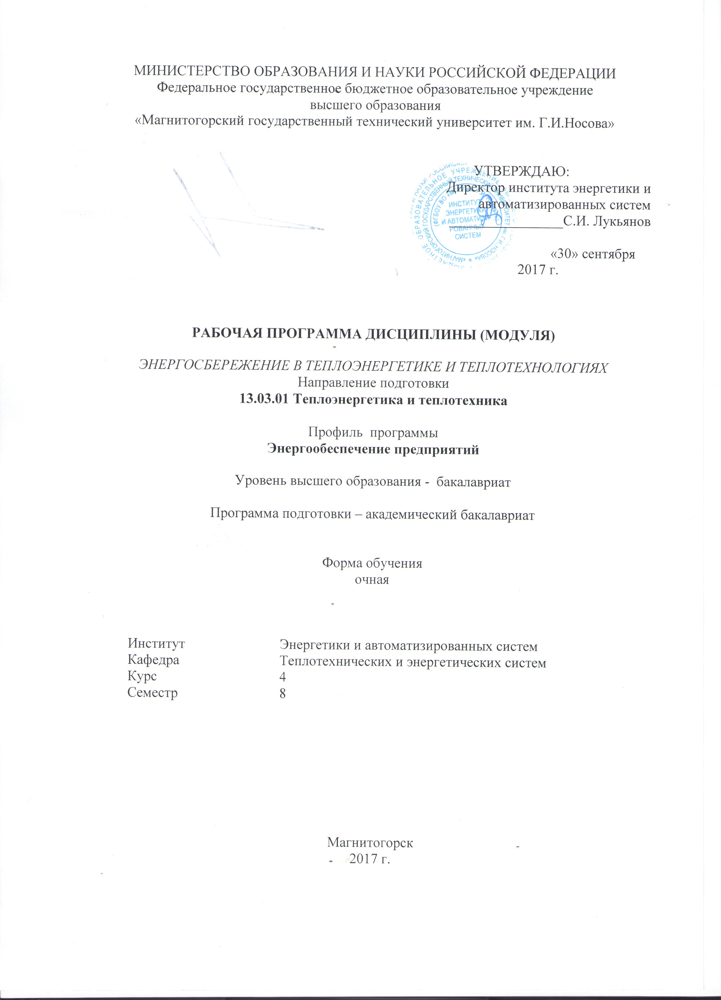 МИНИСТЕРСТВО ОБРАЗОВАНИЯ И НАУКИ РОССИЙСКОЙ ФЕДЕРАЦИИ
Федеральное государственное бюджетное образовательное учреждение
высшего образования
«Магнитогорский государственный технический университет им. Г.И.Носова»
УТВЕРЖДАЮ:
Директор института энергетики и
автоматизированных систем
С.И. Лукьянов
ИНСТИТУТ
ЭНЕРГЕТИКИ
И АВТОМАТИЗИ-
РОВАННЫХ
СИСТЕМ
«30» сентября
2017 г.
РАБОЧАЯ ПРОГРАММА ДИСЦИПЛИНЫ (МОДУЛЯ)
ЭНЕРГОСБЕРЕЖЕНИЕ В ТЕПЛОЭНЕРГЕТИКЕ И ТЕПЛОТЕХНОЛОГИЯХ
Направление подготовки
13.03.01 Теплоэнергетика и теплотехника
Профиль программы
Энергообеспечение предприятий
Уровень высшего образования - бакалавриат
Программа подготовки – академический бакалавриат
Форма обучения
очная
Институт Энергетики и автоматизированных систем
Кафедра Теплотехнических и энергетических систем
Курс 4
Семестр 8
Магнитогорск
2017 г.